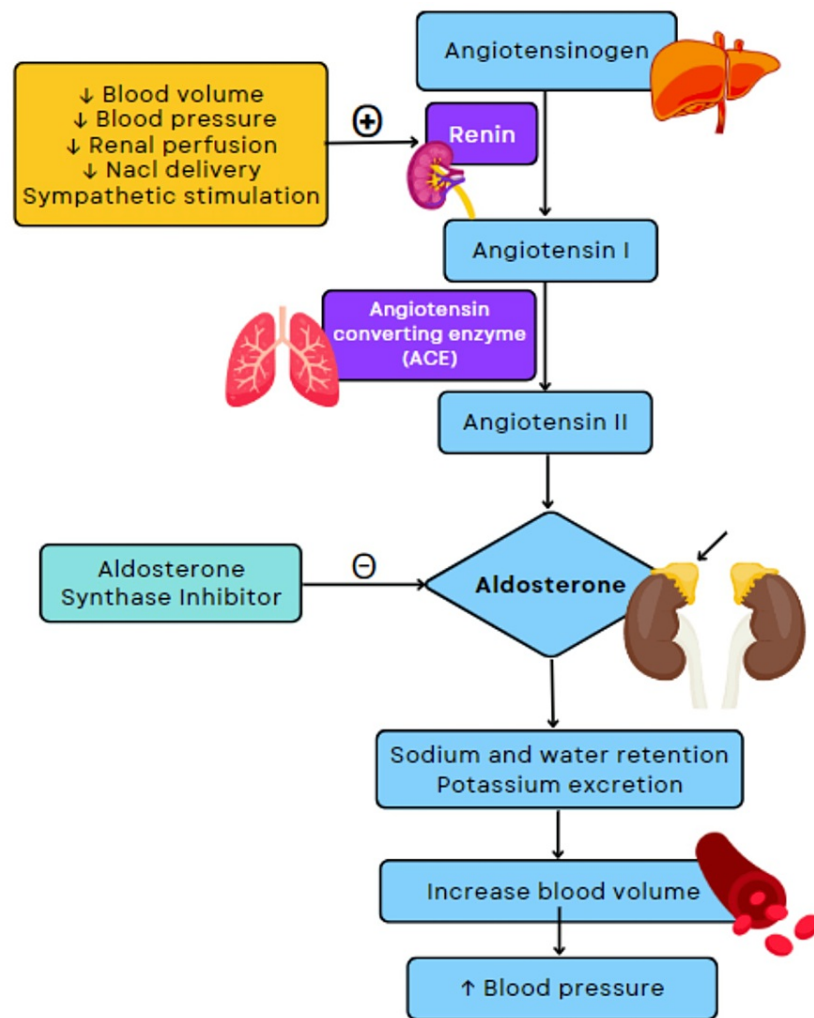 Angiotensinogen
↓ Blood volume
↓ Blood pressure
↓ Renal perfusion
↓ Nacl delivery
Sympathetic stimulation
⊕
Renin
Angiotensin I
Angiotensin
converting enzyme
(ACE)
Angiotensin II
Aldosterone
Synthase Inhibitor
⊖
Aldosterone
Sodium and water retention
Potassium excretion
Increase blood volume
↑ Blood pressure